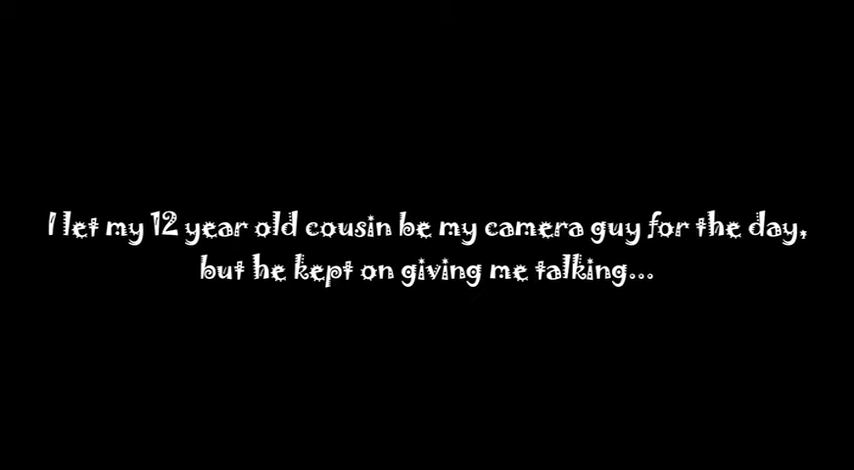 I let my 12 year old cousin be my camera guy for the day,
but he kept on giving me talking...